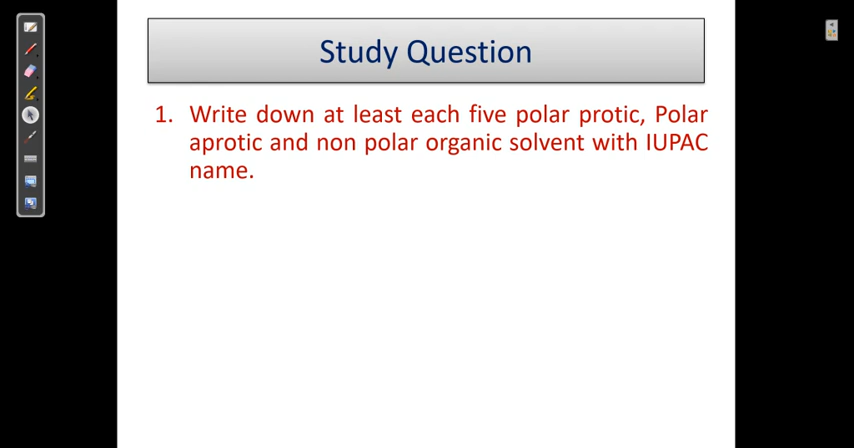 Study Question
1. Write down at least each five polar protic, Polar
aprotic and non polar organic solvent with IUPAC
name.